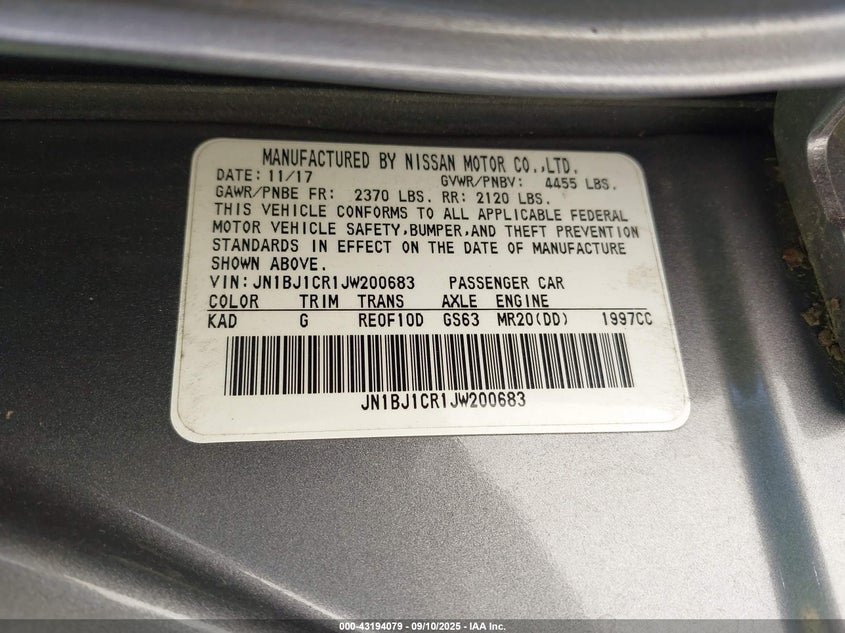 MANUFACTURED BY NISSAN MOTOR CO.,LTD.
DATE: 11/17 GVWR/PNBV: 4455 LBS.
GAWR/PNBE FR: 2370 LBS. RR: 2120 LBS.
THIS VEHICLE CONFORMS TO ALL APPLICABLE FEDERAL
MOTOR VEHICLE SAFETY,BUMPER,AND THEFT PREVENTION
STANDARDS IN EFFECT ON THE DATE OF MANUFACTURE
SHOWN ABOVE.
VIN: JN1BJ1CR1JW200683 PASSENGER CAR
COLOR TRIM TRANS AXLE ENGINE
KAD G RE0F10D GS63 MR20(DD) 1997CC
JN1BJ1CR1JW200683
000-43194079 - 09/10/2025 - IAA Inc.